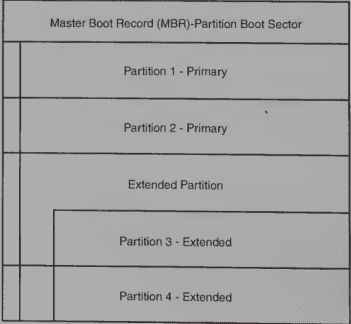 Master Boot Record (MBR)-Partition Boot Sector
Partition 1 - Primary
Partition 2 - Primary
Extended Partition
Partition 3 - Extended
Partition 4 - Extended